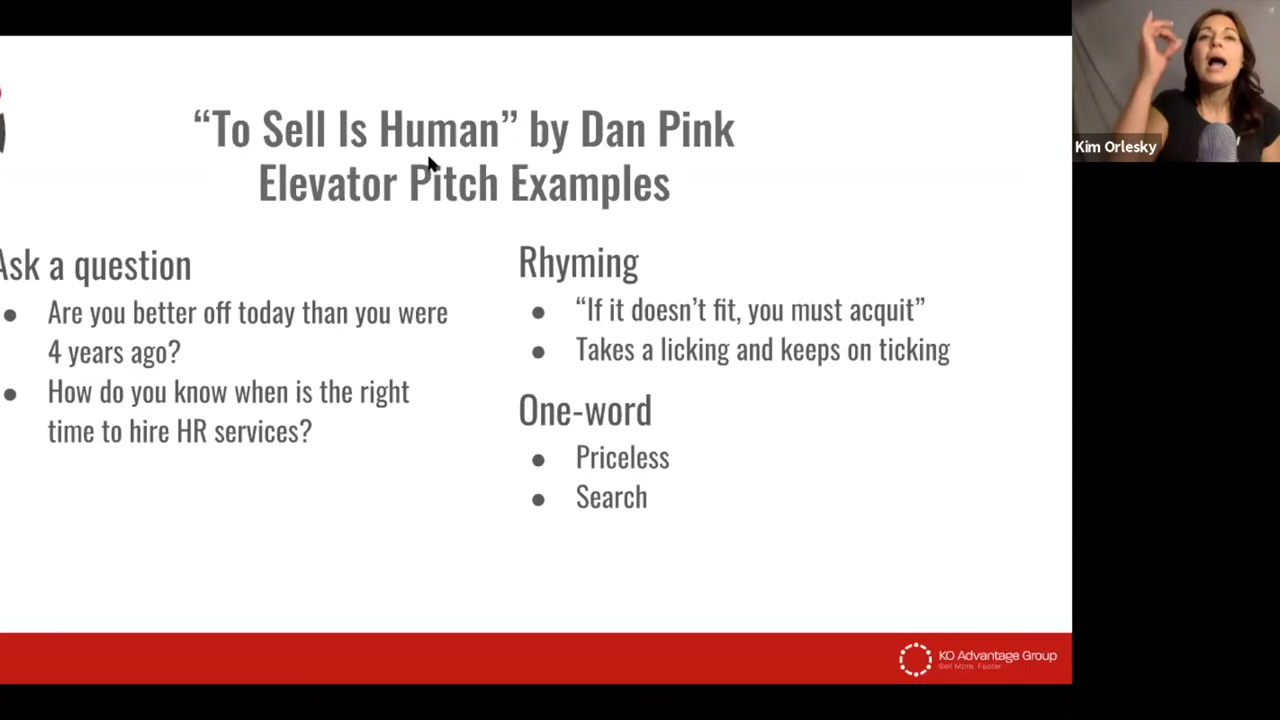 “To Sell Is Human” by Dan Pink
Elevator Pitch Examples
Ask a question
● Are you better off today than you were
4 years ago?
● How do you know when is the right
time to hire HR services?
Rhyming
● “If it doesn’t fit, you must acquit”
● Takes a licking and keeps on ticking
One-word
● Priceless
● Search
Kim Orlesky
KO Advantage Group
Sell More. Faster.